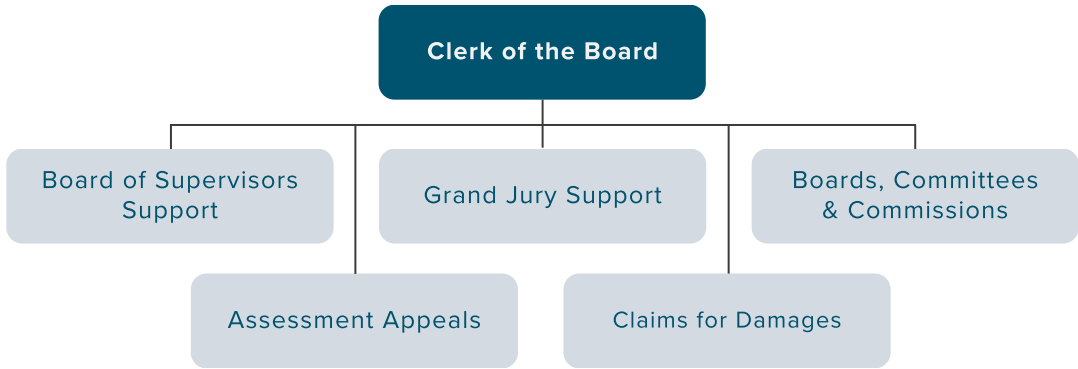 Clerk of the Board
Board of Supervisors
Support
Grand Jury Support
Boards, Committees
& Commissions
Assessment Appeals
Claims for Damages